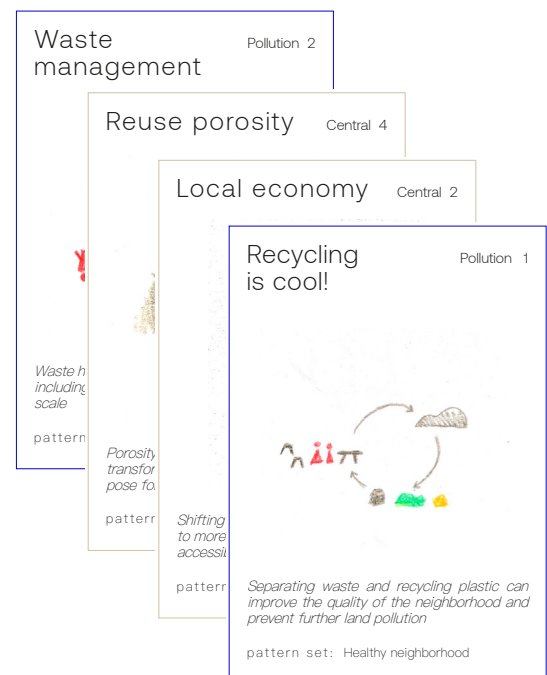 Waste
management
Pollution 2
Waste h
including
scale
pattern
Reuse porosity
Central 4
Porosity
transfor
pose fo
pattern
Local economy
Central 2
Shifting
to more
accessib
pattern
Recycling
is cool!
Pollution 1
Separating waste and recycling plastic can
improve the quality of the neighborhood and
prevent further land pollution
pattern set: Healthy neighborhood